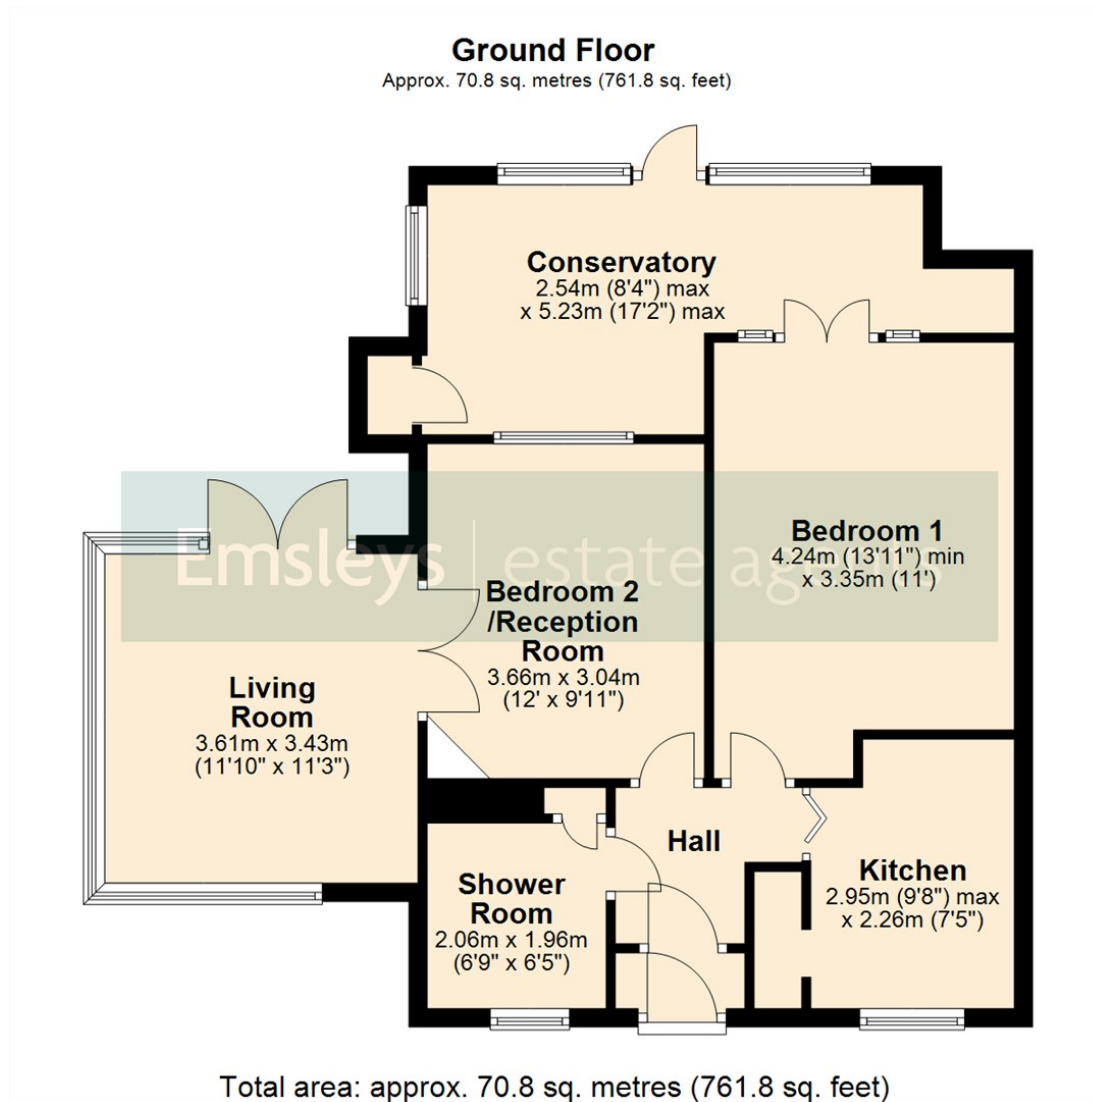 Ground Floor
Approx. 70.8 sq. metres (761.8 sq. feet)
Conservatory
2.54m (8'4") max
x 5.23m (17'2") max
Bedroom 1
4.24m (13'11") min
x 3.35m (11')
Emsleys | estate agents
Bedroom 2
/Reception
Room
3.66m x 3.04m
(12' x 9'11")
Living
Room
3.61m x 3.43m
(11'10" x 11'3")
Hall
Kitchen
2.95m (9'8") max
x 2.26m (7'5")
Shower
Room
2.06m x 1.96m
(6'9" x 6'5")
Total area: approx. 70.8 sq. metres (761.8 sq. feet)